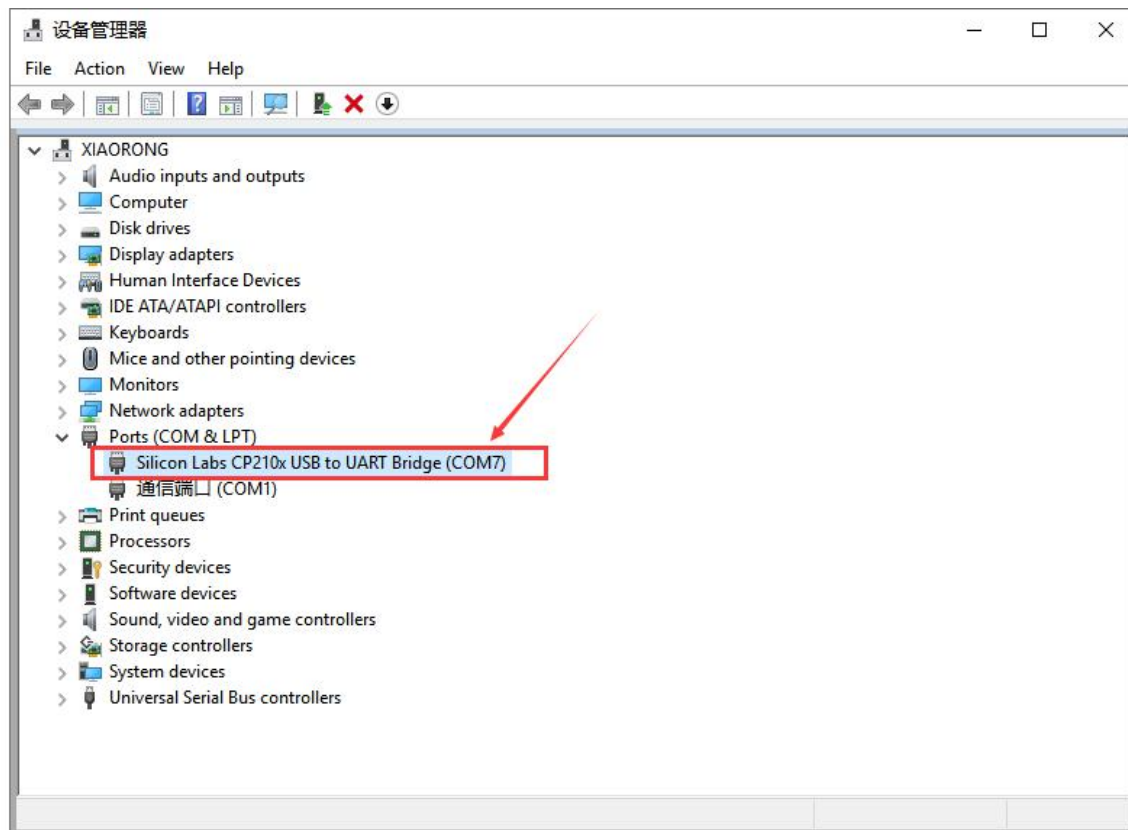 设备管理器
File Action View Help
XIAORONG
Audio inputs and outputs
Computer
Disk drives
Display adapters
Human Interface Devices
IDE ATA/ATAPI controllers
Keyboards
Mice and other pointing devices
Monitors
Network adapters
Ports (COM & LPT)
Silicon Labs CP210x USB to UART Bridge (COM7)
通信端口 (COM1)
Print queues
Processors
Security devices
Software devices
Sound, video and game controllers
Storage controllers
System devices
Universal Serial Bus controllers